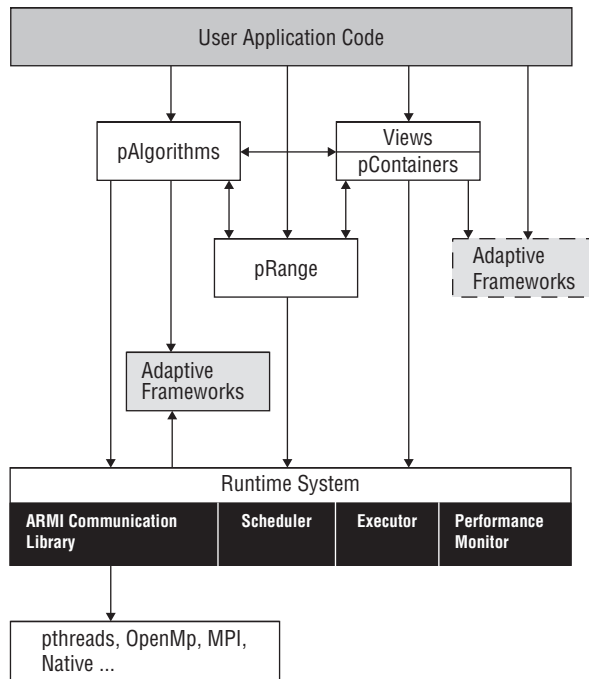 User Application Code
pAlgorithms
Views
pContainers
pRange
Adaptive
Frameworks
Adaptive
Frameworks
Runtime System
ARMI Communication
Library
Scheduler
Executor
Performance
Monitor
pthreads, OpenMp, MPI,
Native ...